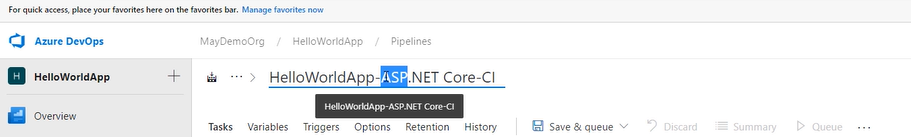 For quick access, place your favorites here on the favorites bar. Manage favorites now
Azure DevOps
MayDemoOrg / HelloWorldApp / Pipelines
H HelloWorldApp
HelloWorldApp-ASP.NET Core-CI
HelloWorldApp-ASP.NET Core-CI
Overview
Tasks Variables Triggers Options Retention History Save & queue Discard Summary Queue ...